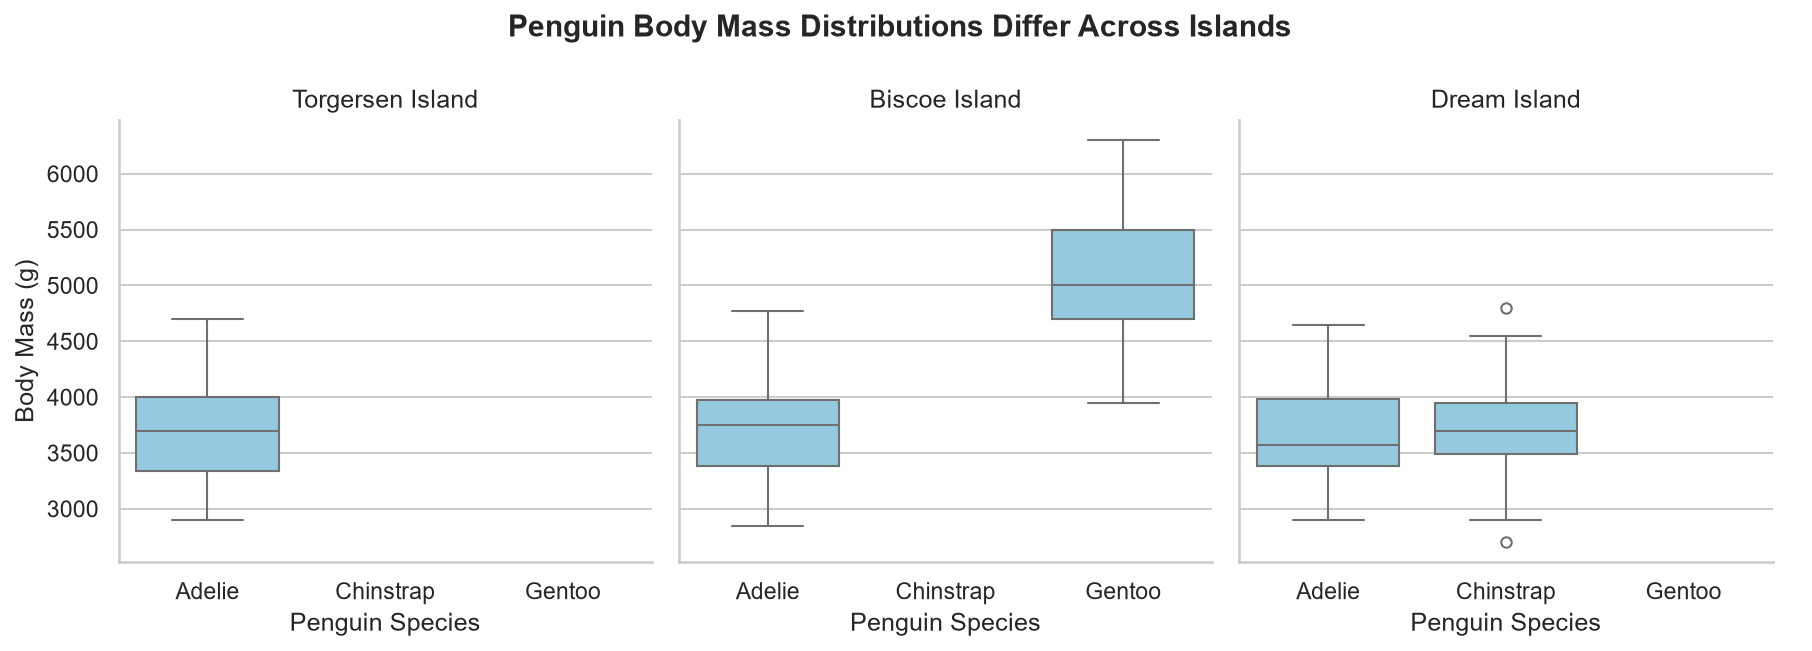 Penguin Body Mass Distributions Differ Across Islands
Torgersen Island
Biscoe Island
Dream Island
Body Mass (g)
6000
5500
5000
4500
4000
3500
3000
Adelie
Chinstrap
Gentoo
Penguin Species
Adelie
Chinstrap
Gentoo
Penguin Species
Adelie
Chinstrap
Gentoo
Penguin Species